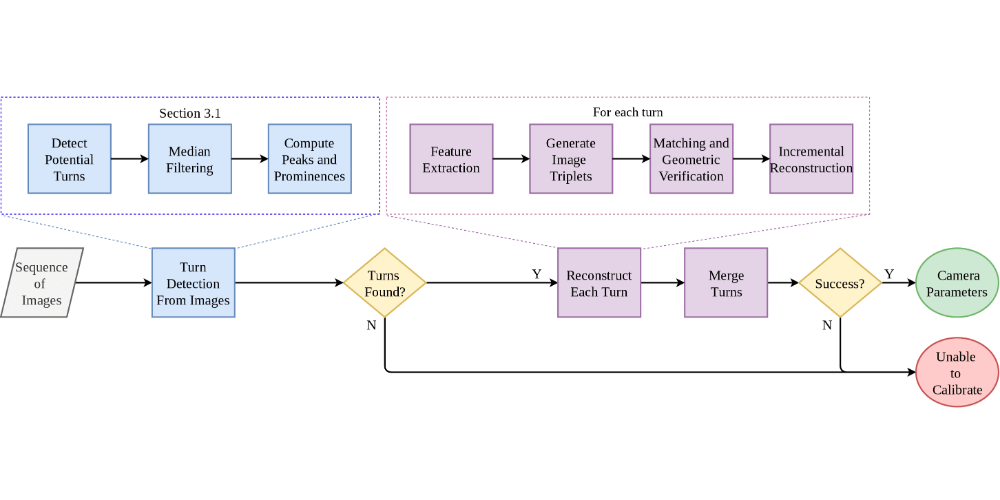 Section 3.1
Detect
Potential
Turns
Median
Filtering
Compute
Peaks and
Prominences
For each turn
Feature
Extraction
Generate
Image
Triplets
Matching and
Geometric
Verification
Incremental
Reconstruction
Sequence
of
Images
Turn
Detection
From Images
Turns
Found?
Y
N
Reconstruct
Each Turn
Merge
Turns
Success?
Y
N
Camera
Parameters
Unable
to
Calibrate